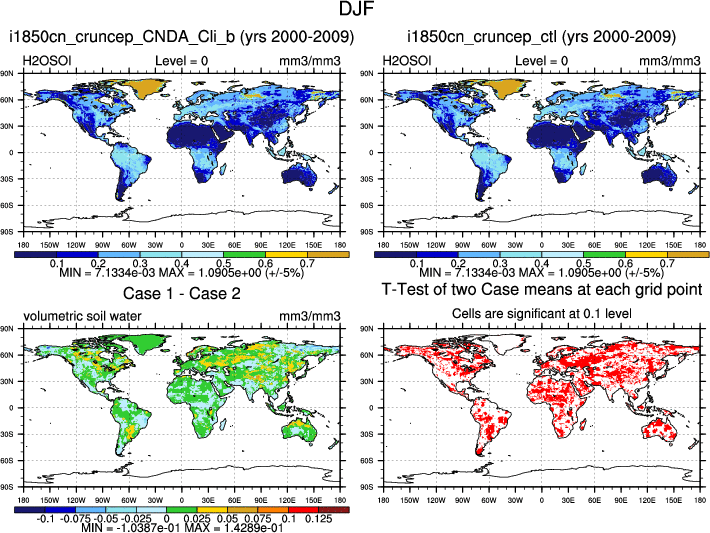 DJF
i1850cn_cruncep_CNDA_Cli_b (yrs 2000-2009)
H2OSOI Level = 0 mm3/mm3
90N
60N
30N
0
30S
60S
90S
180 150W 120W 90W 60W 30W 0 30E 60E 90E 120E 150E 180
0.1 0.2 0.3 0.4 0.5 0.6 0.7
MIN = 7.1334e-03 MAX = 1.0905e+00 (+/-5%)
i1850cn_cruncep_ctl (yrs 2000-2009)
H2OSOI Level = 0 mm3/mm3
90N
60N
30N
0
30S
60S
90S
180 150W 120W 90W 60W 30W 0 30E 60E 90E 120E 150E 180
0.1 0.2 0.3 0.4 0.5 0.6 0.7
MIN = 7.1334e-03 MAX = 1.0905e+00 (+/-5%)
Case 1 - Case 2
volumetric soil water mm3/mm3
90N
60N
30N
0
30S
60S
90S
180 150W 120W 90W 60W 30W 0 30E 60E 90E 120E 150E 180
-0.1 -0.075 -0.05 -0.025 0 0.025 0.05 0.075 0.1 0.125
MIN = -1.0387e-01 MAX = 1.4289e-01
T-Test of two Case means at each grid point
Cells are significant at 0.1 level
90N
60N
30N
0
30S
60S
90S
180 150W 120W 90W 60W 30W 0 30E 60E 90E 120E 150E 180